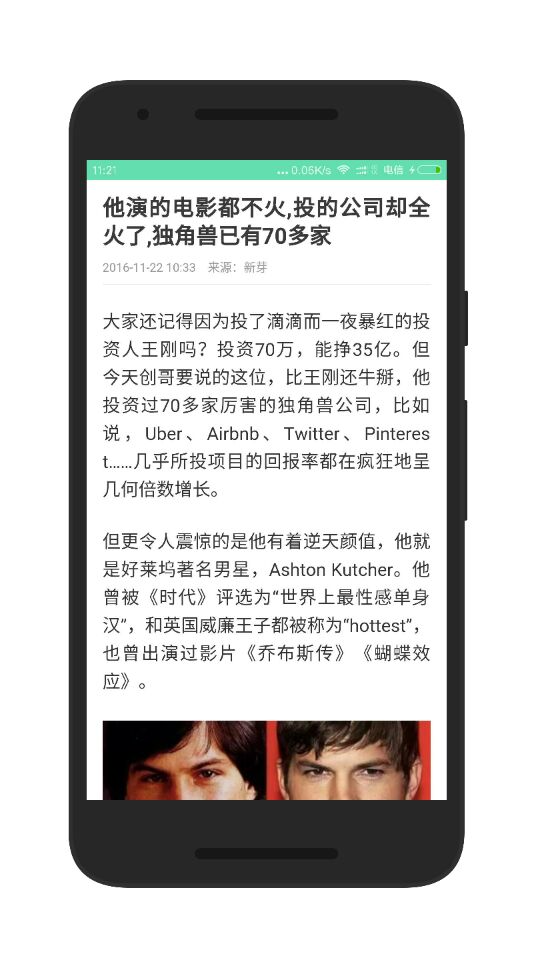 11:21
... 0.05K/s 电信
他演的电影都不火,投的公司却全
火了,独角兽已有70多家
2016-11-22 10:33 来源：新芽
大家还记得因为投了滴滴而一夜暴红的投
资人王刚吗？投资70万，能挣35亿。但
今天创哥要说的这位，比王刚还牛掰，他
投资过70多家厉害的独角兽公司，比如
说，Uber、Airbnb、Twitter、Pinteres
t……几乎所投项目的回报率都在疯狂地呈
几何倍数增长。
但更令人震惊的是他有着逆天颜值，他就
是好莱坞著名男星，Ashton Kutcher。他
曾被《时代》评选为“世界上最性感单身
汉”，和英国威廉王子都被称为“hottest”，
也曾出演过影片《乔布斯传》《蝴蝶效
应》。